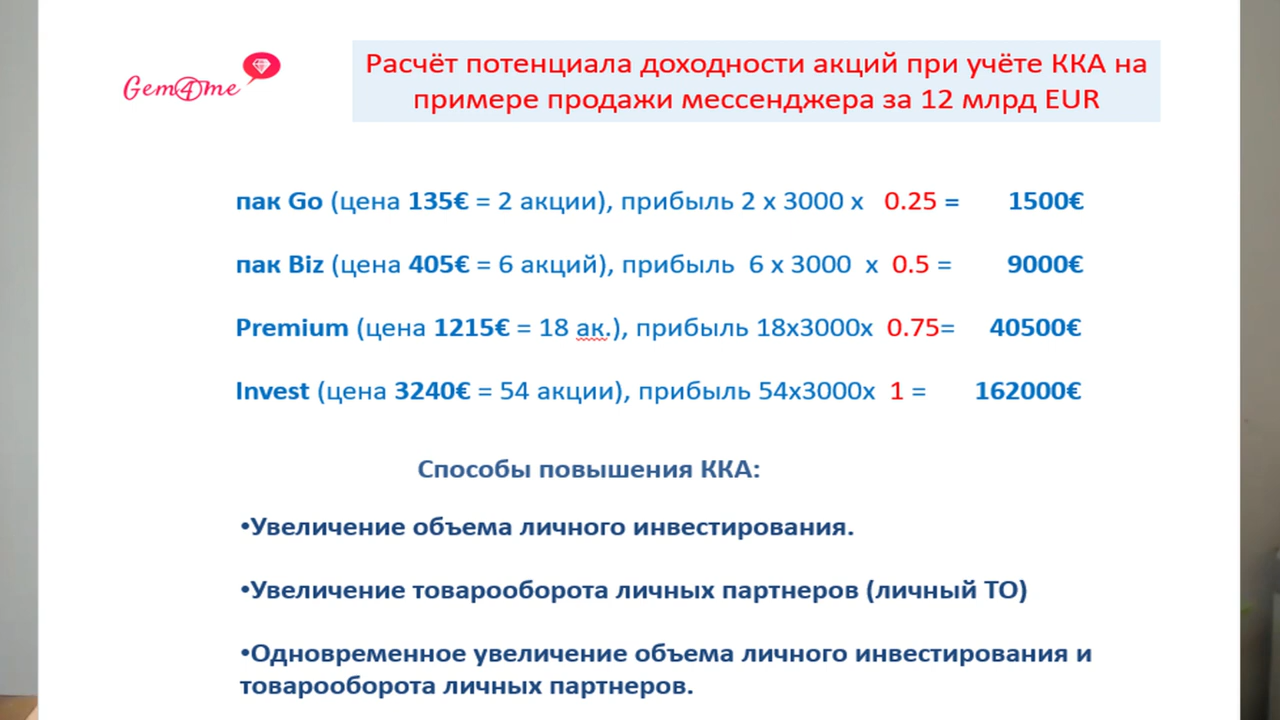 Gem4me
Расчёт потенциала доходности акций при учёте ККА на
примере продажи мессенджера за 12 млрд EUR
пак Go (цена 135€ = 2 акции), прибыль 2 x 3000 x 0.25 = 1500€
пак Biz (цена 405€ = 6 акций), прибыль 6 x 3000 x 0.5 = 9000€
Premium (цена 1215€ = 18 ак.), прибыль 18x3000x 0.75= 40500€
Invest (цена 3240€ = 54 акции), прибыль 54x3000x 1 = 162000€
Способы повышения ККА:
•Увеличение объема личного инвестирования.
•Увеличение товарооборота личных партнеров (личный ТО)
•Одновременное увеличение объема личного инвестирования и
товарооборота личных партнеров.